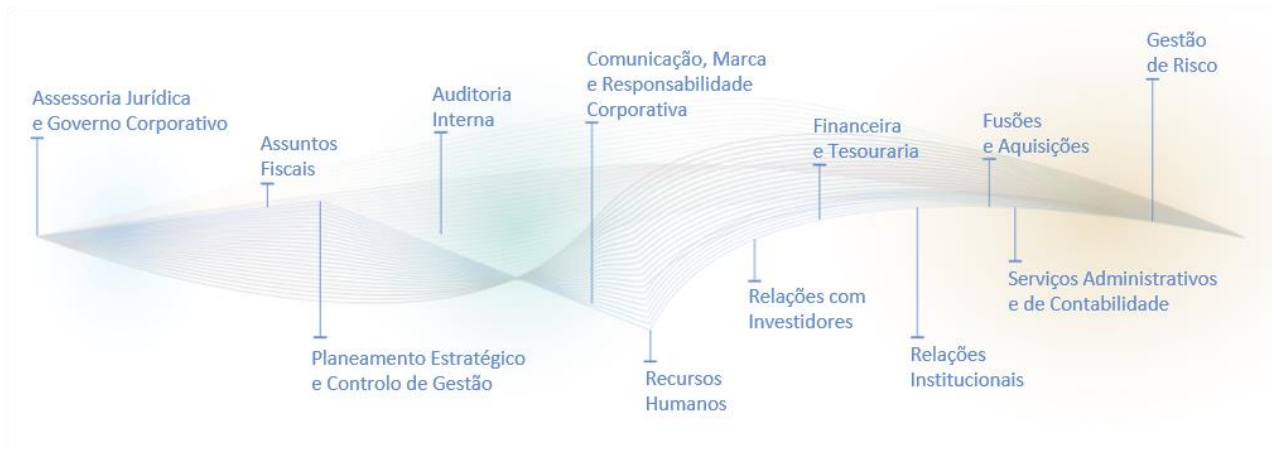 Assessoria Jurídica
e Governo Corporativo
Assuntos
Fiscais
Planeamento Estratégico
e Controlo de Gestão
Auditoria
Interna
Comunicação, Marca
e Responsabilidade
Corporativa
Recursos
Humanos
Relações com
Investidores
Financeira
e Tesouraria
Relações
Institucionais
Fusões
e Aquisições
Serviços Administrativos
e de Contabilidade
Gestão
de Risco